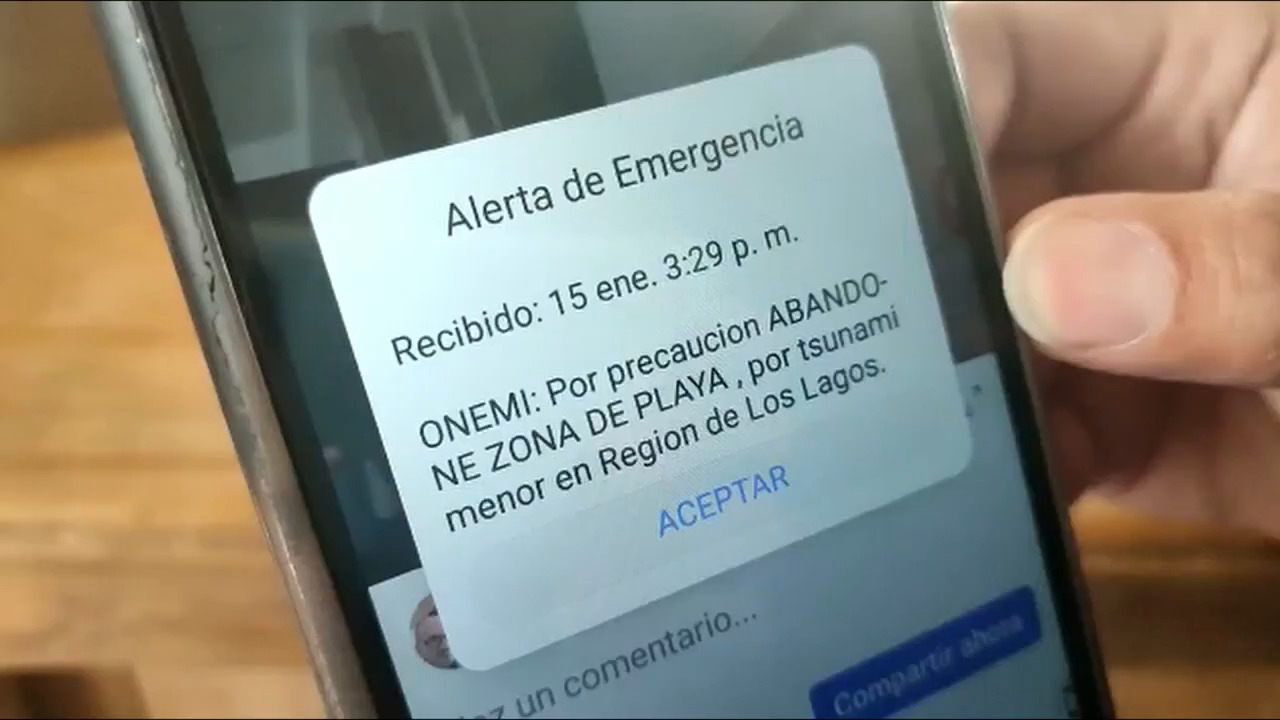 Alerta de Emergencia
Recibido: 15 ene. 3:29 p. m.
ONEMI: Por precaucion ABANDO-
NE ZONA DE PLAYA , por tsunami
menor en Region de Los Lagos.
ACEPTAR
un comentario...
Compartir ahora